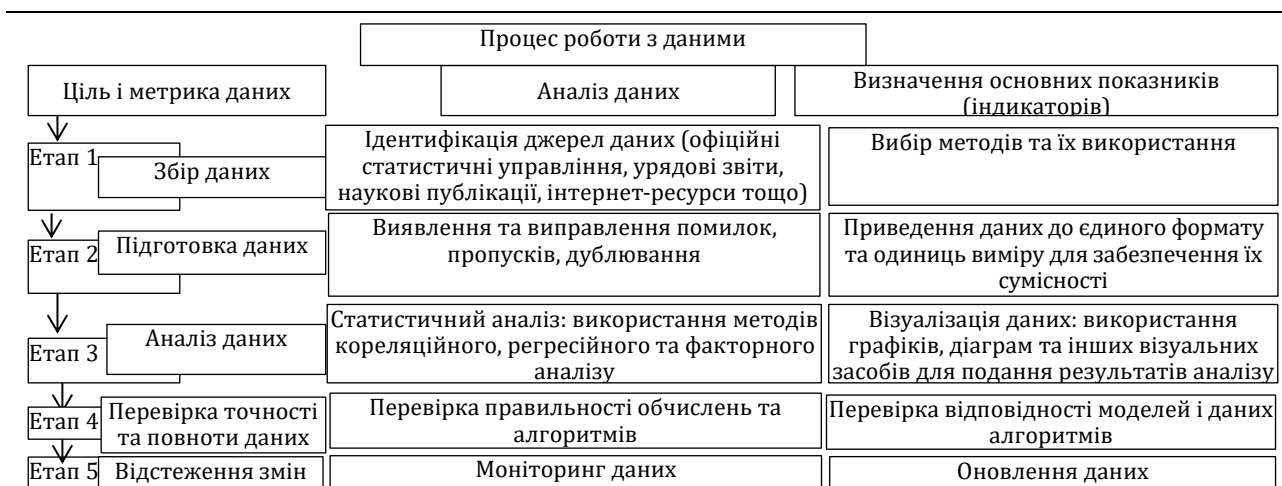 Процес роботи з даними
Ціль і метрика даних
Аналіз даних
Визначення основних показників
(індикаторів)
Етап 1
Збір даних
Ідентифікація джерел даних (офіційні
статистичні управління, урядові звіти,
наукові публікації, інтернет-ресурси тощо)
Вибір методів та їх використання
Етап 2
Підготовка даних
Виявлення та виправлення помилок,
пропусків, дублювання
Приведення даних до єдиного формату
та одиниць виміру для забезпечення їх
сумісності
Етап 3
Аналіз даних
Статистичний аналіз: використання методів
кореляційного, регресійного та факторного
аналізу
Візуалізація даних: використання
графіків, діаграм та інших візуальних
засобів для подання результатів аналізу
Етап 4
Перевірка точності
та повноти даних
Перевірка правильності обчислень та
алгоритмів
Перевірка відповідності моделей і даних
алгоритмів
Етап 5
Відстеження змін
Моніторинг даних
Оновлення даних